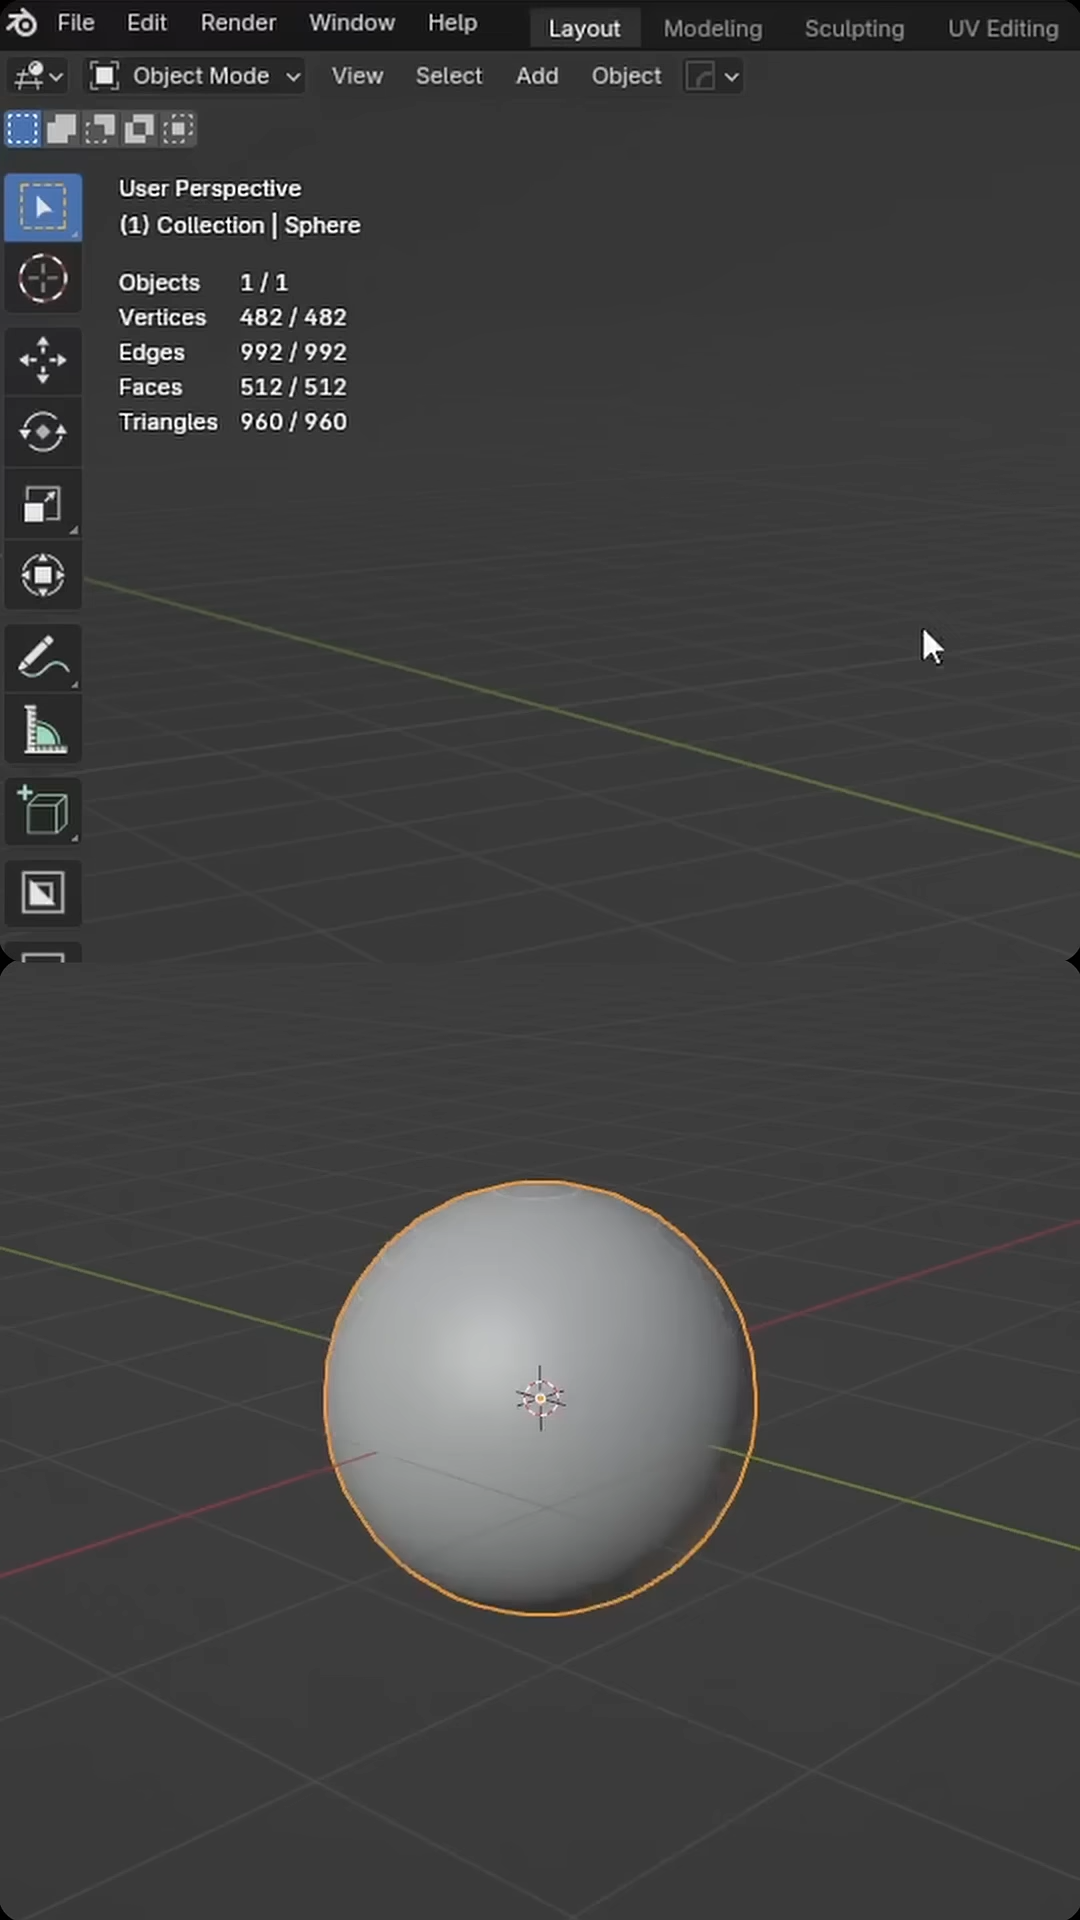 File Edit Render Window Help Layout Modeling Sculpting UV Editing
Object Mode View Select Add Object
User Perspective
(1) Collection | Sphere
Objects 1 / 1
Vertices 482 / 482
Edges 992 / 992
Faces 512 / 512
Triangles 960 / 960